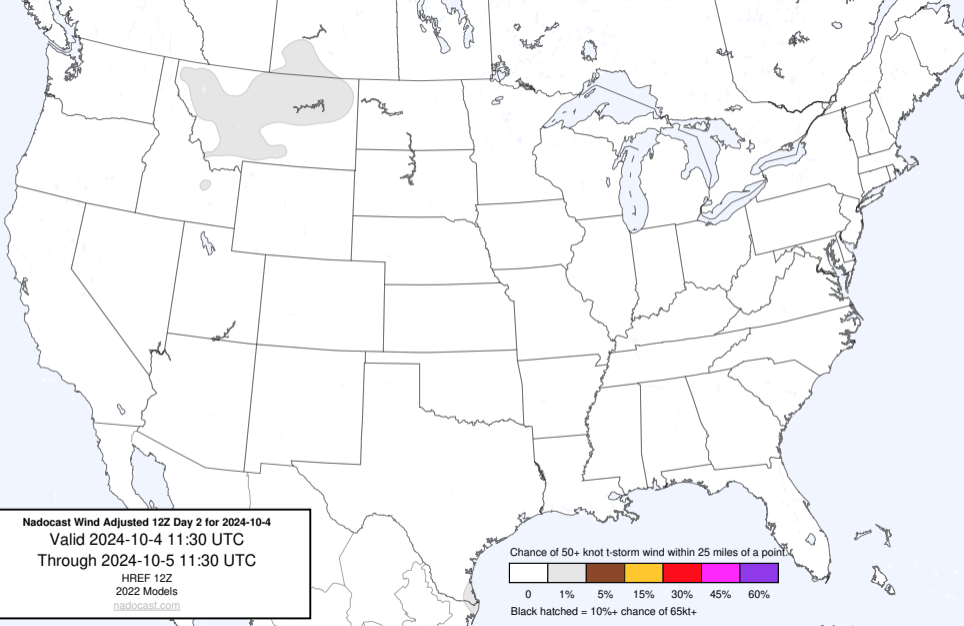 Nadocast Wind Adjusted 12Z Day 2 for 2024-10-4
Valid 2024-10-4 11:30 UTC
Through 2024-10-5 11:30 UTC
HREF 12Z
2022 Models
nadocast.com
Chance of 50+ knot t-storm wind within 25 miles of a point.
0 1% 5% 15% 30% 45% 60%
Black hatched = 10%+ chance of 65kt+